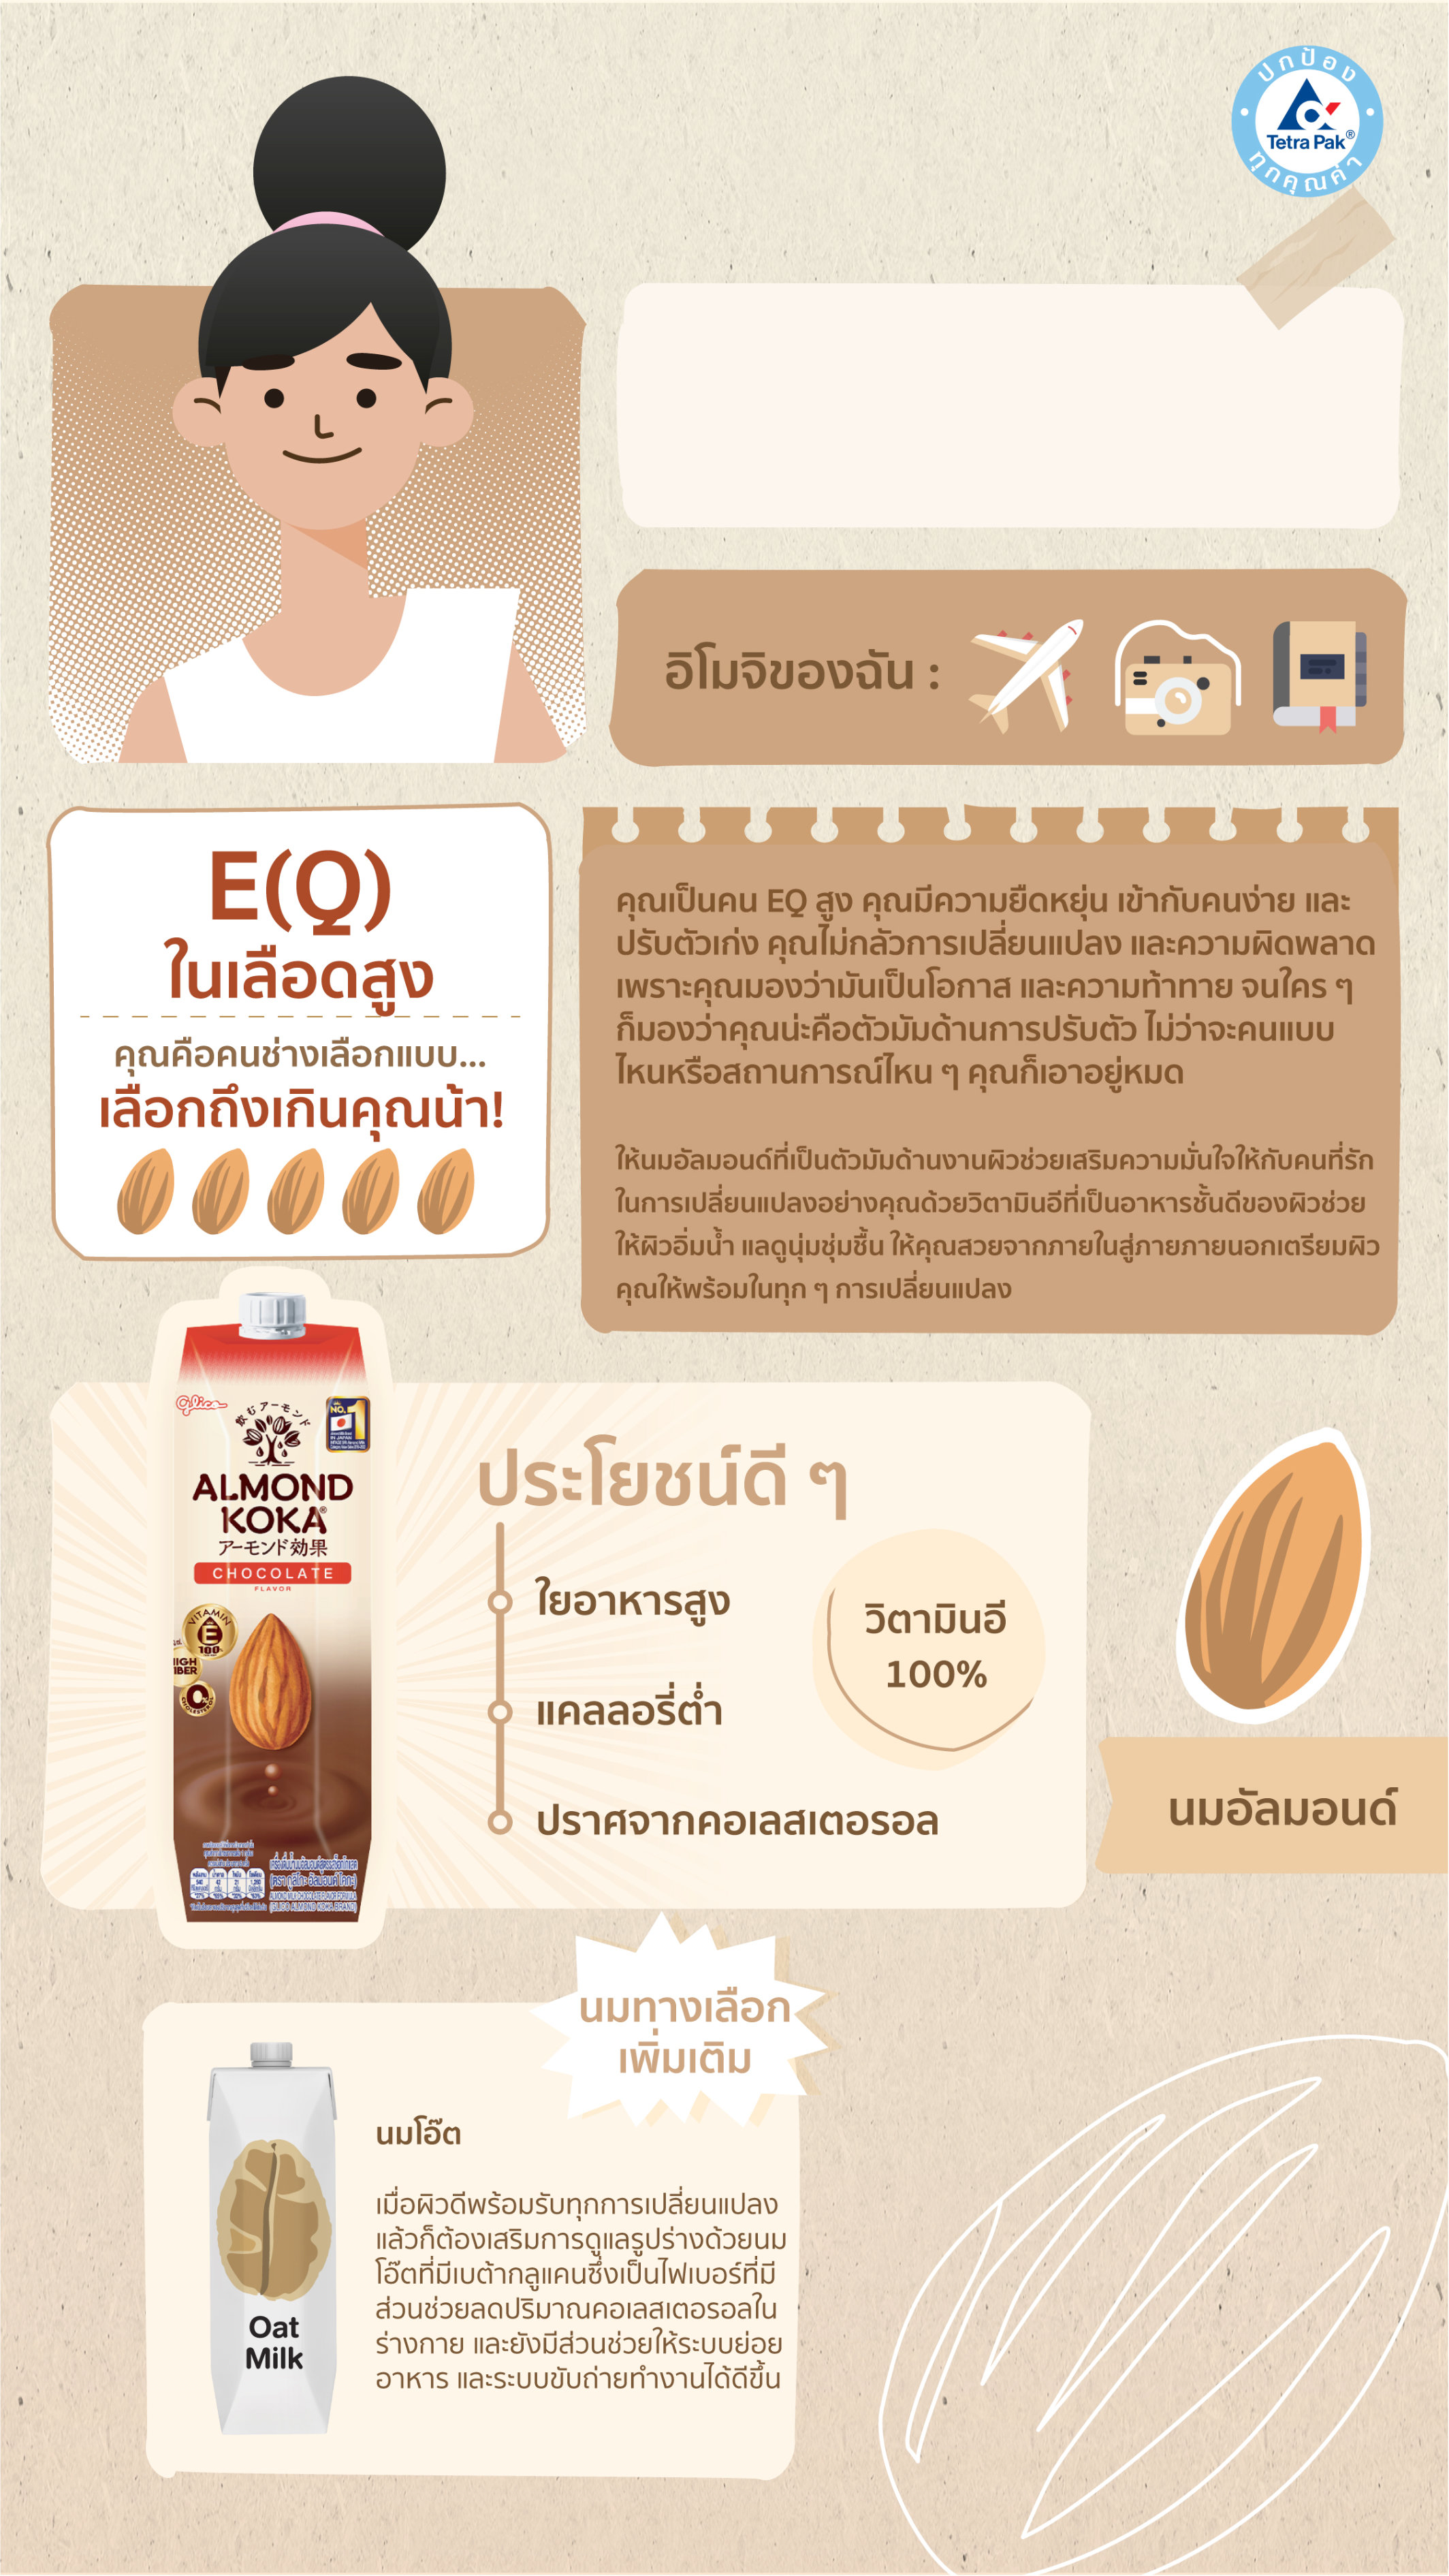 ปกป้อง
Tetra Pak®
ทุกคุณค่า
อิโมจิของฉัน :
E(Q)
ในเลือดสูง
คุณคือคนช่างเลือกแบบ...
เลือกถึงเกินคุณน้า!
คุณเป็นคน EQ สูง คุณมีความยืดหยุ่น เข้ากับคนง่าย และ
ปรับตัวเก่ง คุณไม่กลัวการเปลี่ยนแปลง และความผิดพลาด
เพราะคุณมองว่ามันเป็นโอกาส และความท้าทาย จนใคร ๆ
ก็มองว่าคุณน่ะคือตัวมัมด้านการปรับตัว ไม่ว่าจะคนแบบ
ไหนหรือสถานการณ์ไหน ๆ คุณก็เอาอยู่หมด
ให้นมอัลมอนด์ที่เป็นตัวมัมด้านงานผิวช่วยเสริมความมั่นใจให้กับคนที่รัก
ในการเปลี่ยนแปลงอย่างคุณด้วยวิตามินอีที่เป็นอาหารชั้นดีของผิวช่วย
ให้ผิวอิ่มน้ำ แลดูนุ่มชุ่มชื้น ให้คุณสวยจากภายในสู่ภายภายนอกเตรียมผิว
คุณให้พร้อมในทุก ๆ การเปลี่ยนแปลง
Glico
飲むアーモンド
NO.1
IN JAPAN
ALMOND
KOKA®
アーモンド効果
CHOCOLATE
FLAVOR
VITAMIN
E
100
HIGH
FIBER
0%
CHOLESTEROL
ALMOND MILK CHOCOLATE FLAVOR FORMULA
(GLICO ALMOND KOKA BRAND)
ประโยชน์ดี ๆ
ใยอาหารสูง
แคลลอรี่ต่ำ
ปราศจากคอเลสเตอรอล
วิตามินอี
100%
นมอัลมอนด์
นมทางเลือก
เพิ่มเติม
Oat
Milk
นมโอ๊ต
เมื่อผิวดีพร้อมรับทุกการเปลี่ยนแปลง
แล้วก็ต้องเสริมการดูแลรูปร่างด้วยนม
โอ๊ตที่มีเบต้ากลูแคนซึ่งเป็นไฟเบอร์ที่มี
ส่วนช่วยลดปริมาณคอเลสเตอรอลใน
ร่างกาย และยังมีส่วนช่วยให้ระบบย่อย
อาหาร และระบบขับถ่ายทำงานได้ดีขึ้น